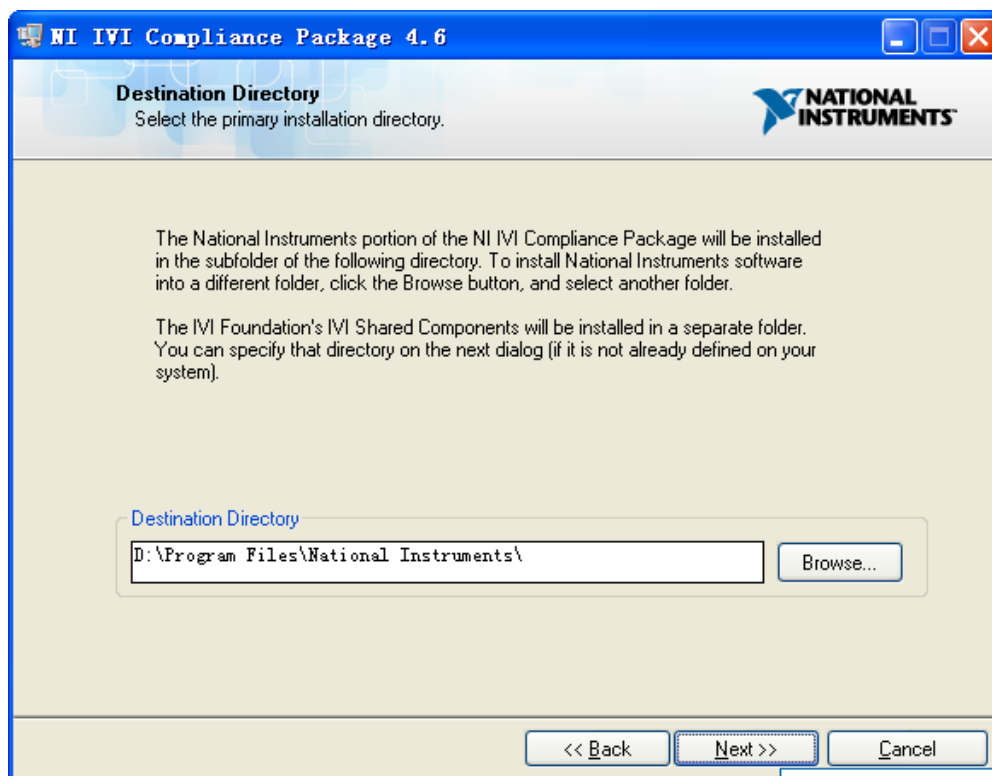 NI IVI Compliance Package 4.6
Destination Directory
Select the primary installation directory.
NATIONAL
INSTRUMENTS™
The National Instruments portion of the NI IVI Compliance Package will be installed
in the subfolder of the following directory. To install National Instruments software
into a different folder, click the Browse button, and select another folder.
The IVI Foundation's IVI Shared Components will be installed in a separate folder.
You can specify that directory on the next dialog (if it is not already defined on your
system).
Destination Directory
D:\Program Files\National Instruments\
Browse...
<< Back
Next >>
Cancel